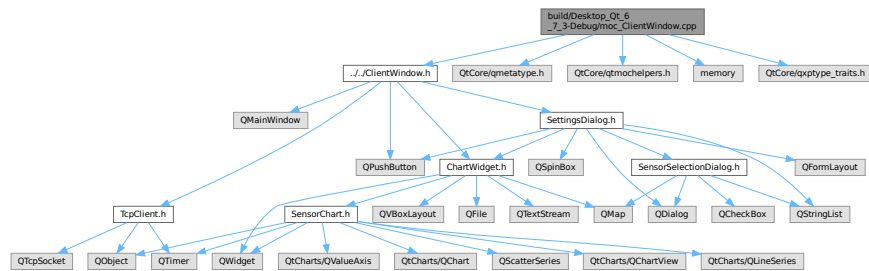 build/Desktop_Qt_6
_7_3-Debug/moc_ClientWindow.cpp
../../ClientWindow.h
QtCore/qmetatype.h
QtCore/qtmochelpers.h
memory
QtCore/qxptype_traits.h
QMainWindow
SettingsDialog.h
QPushButton
ChartWidget.h
QSpinBox
SensorSelectionDialog.h
QFormLayout
TcpClient.h
SensorChart.h
QVBoxLayout
QFile
QTextStream
QMap
QDialog
QCheckBox
QStringList
QTcpSocket
QObject
QTimer
QWidget
QtCharts/QValueAxis
QtCharts/QChart
QScatterSeries
QtCharts/QChartView
QtCharts/QLineSeries